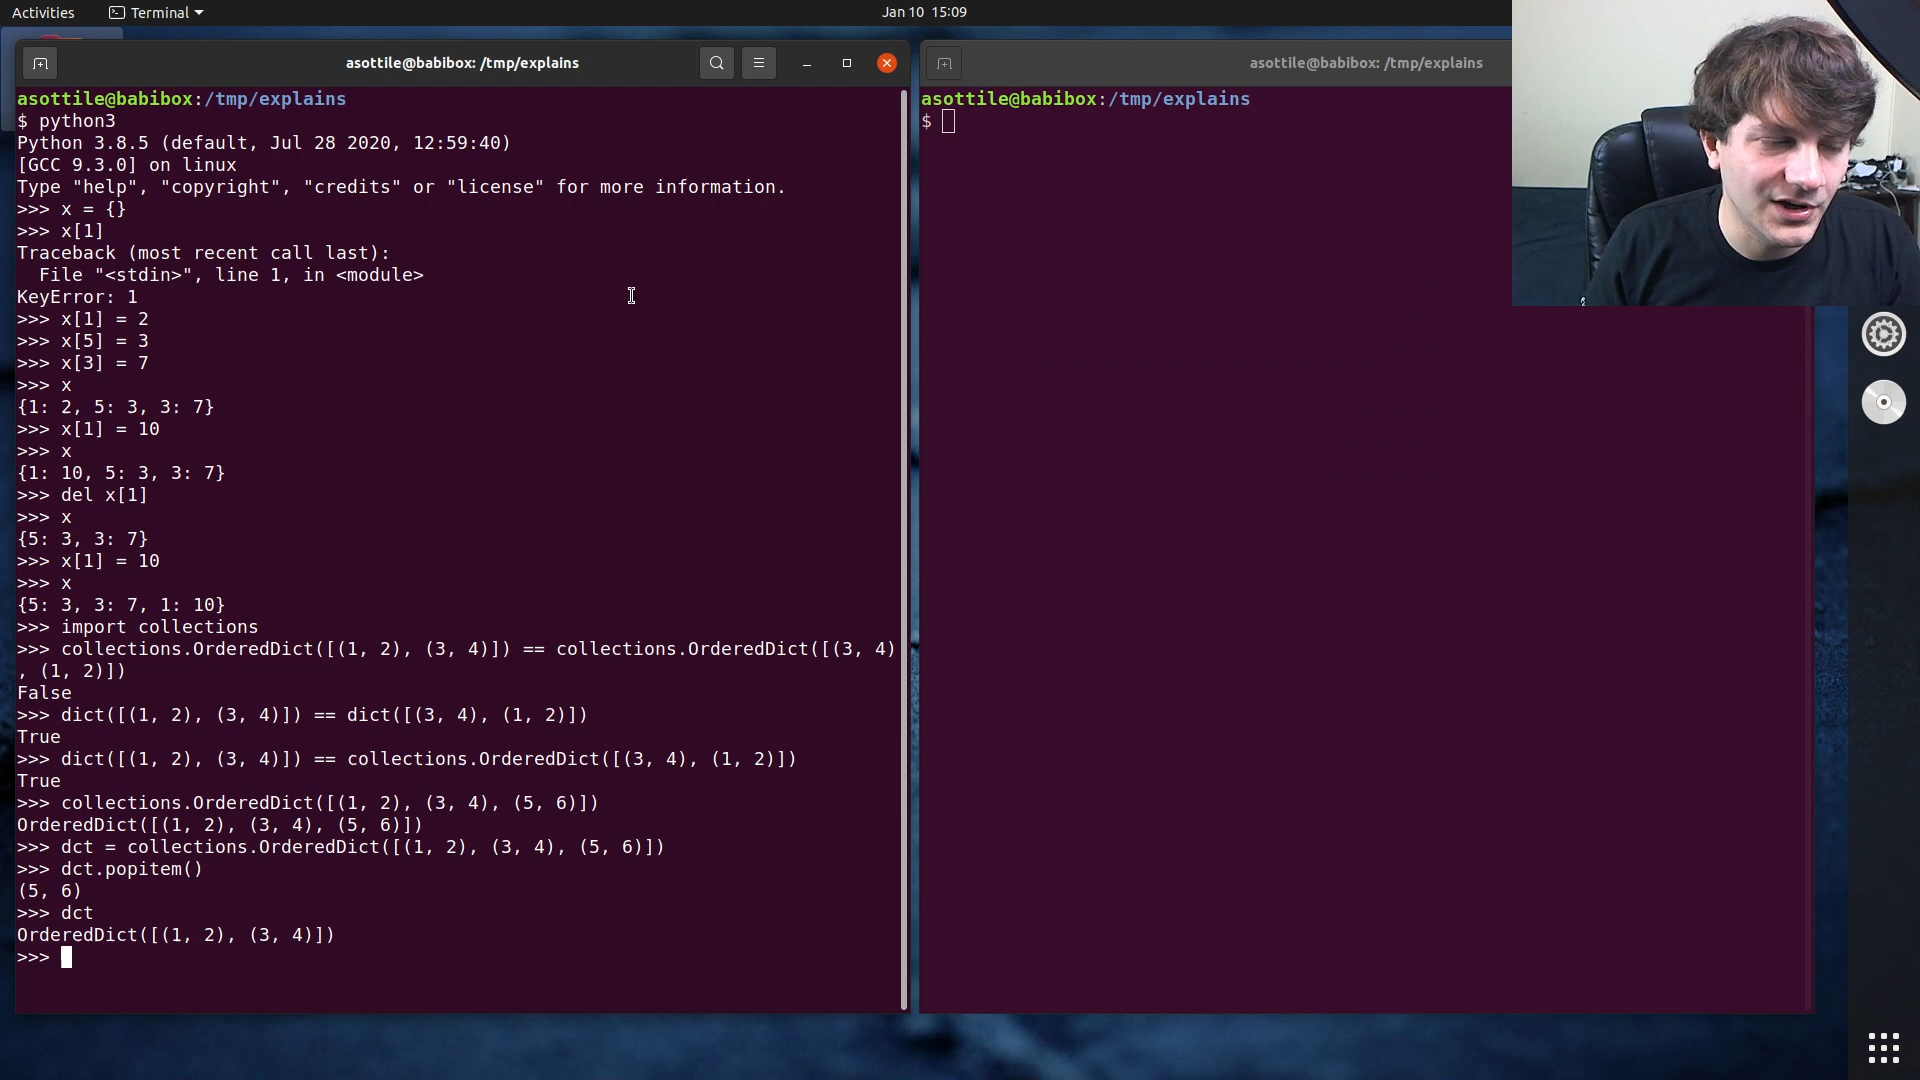 Activities
Terminal
Jan 10 15:09
asottile@babibox: /tmp/explains
asottile@babibox:/tmp/explains
$ python3
Python 3.8.5 (default, Jul 28 2020, 12:59:40)
[GCC 9.3.0] on linux
Type "help", "copyright", "credits" or "license" for more information.
>>> x = {}
>>> x[1]
Traceback (most recent call last):
  File "<stdin>", line 1, in <module>
KeyError: 1
>>> x[1] = 2
>>> x[5] = 3
>>> x[3] = 7
>>> x
{1: 2, 5: 3, 3: 7}
>>> x[1] = 10
>>> x
{1: 10, 5: 3, 3: 7}
>>> del x[1]
>>> x
{5: 3, 3: 7}
>>> x[1] = 10
>>> x
{5: 3, 3: 7, 1: 10}
>>> import collections
>>> collections.OrderedDict([(1, 2), (3, 4)]) == collections.OrderedDict([(3, 4)
, (1, 2)])
False
>>> dict([(1, 2), (3, 4)]) == dict([(3, 4), (1, 2)])
True
>>> dict([(1, 2), (3, 4)]) == collections.OrderedDict([(3, 4), (1, 2)])
True
>>> collections.OrderedDict([(1, 2), (3, 4), (5, 6)])
OrderedDict([(1, 2), (3, 4), (5, 6)])
>>> dct = collections.OrderedDict([(1, 2), (3, 4), (5, 6)])
>>> dct.popitem()
(5, 6)
>>> dct
OrderedDict([(1, 2), (3, 4)])
>>>
asottile@babibox: /tmp/explains
asottile@babibox:/tmp/explains
$